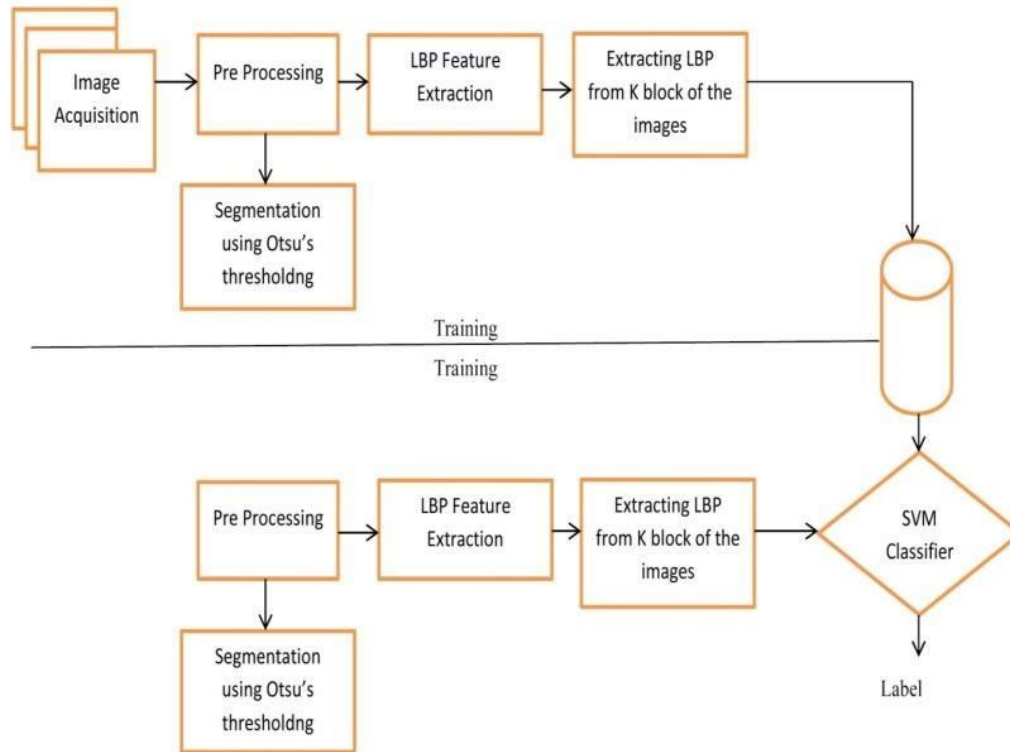 Image
Acquisition
Pre Processing
LBP Feature
Extraction
Extracting LBP
from K block of the
images
Segmentation
using Otsu's
thresholdng
Training
Training
Pre Processing
LBP Feature
Extraction
Extracting LBP
from K block of the
images
SVM
Classifier
Segmentation
using Otsu's
thresholdng
Label